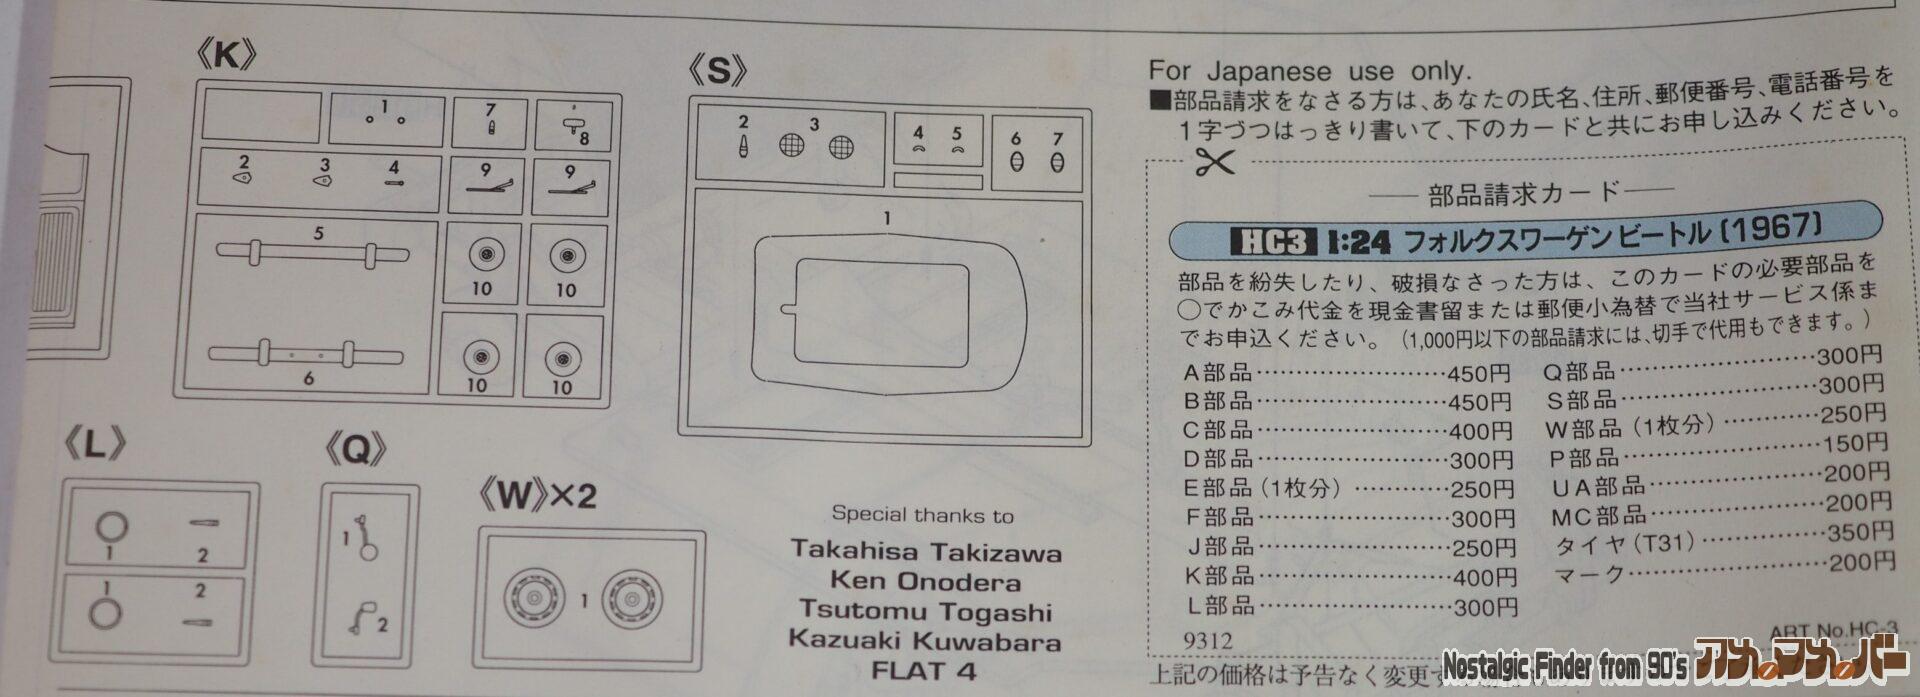 《K》
1
7
8
2
3
4
9
9
5
10
10
6
10
10
《S》
2
3
4
5
6
7
1
《L》
1
2
1
2
《Q》
1
2
《W》×2
1
Special thanks to
Takahisa Takizawa
Ken Onodera
Tsutomu Togashi
Kazuaki Kuwabara
FLAT 4
For Japanese use only.
■部品請求をなさる方は、あなたの氏名、住所、郵便番号、電話番号を
1字づつはっきり書いて、下のカードと共にお申し込みください。
部品請求カード
HC3 1:24 フォルクスワーゲン ビートル(1967)
部品を紛失したり、破損なさった方は、このカードの必要部品を
○でかこみ代金を現金書留または郵便小為替で当社サービス係ま
でお申込ください。(1,000円以下の部品請求には、切手で代用もできます。)
A部品……………………450円
B部品……………………450円
C部品……………………400円
D部品……………………300円
E部品(1枚分)…………250円
F部品……………………300円
J部品……………………250円
K部品……………………400円
L部品……………………300円
Q部品……………………300円
S部品……………………300円
W部品(1枚分)…………250円
P部品……………………150円
UA部品…………………200円
MC部品…………………200円
タイヤ(T31)……………350円
マーク……………………200円
9312
ART No.HC-3
上記の価格は予告なく変更す
Nostalgic Finder from 90's